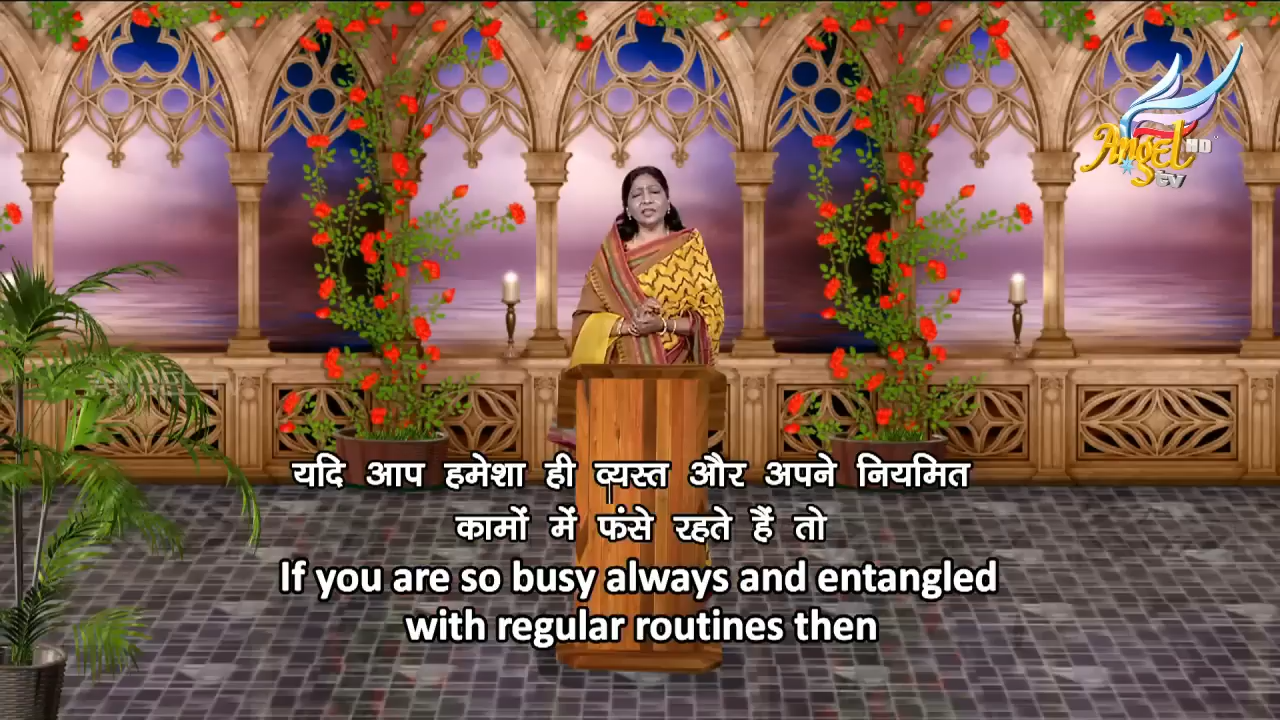 Angel HD
tv
यदि आप हमेशा ही व्यस्त और अपने नियमित
कामों में फंसे रहते हैं तो
If you are so busy always and entangled
with regular routines then